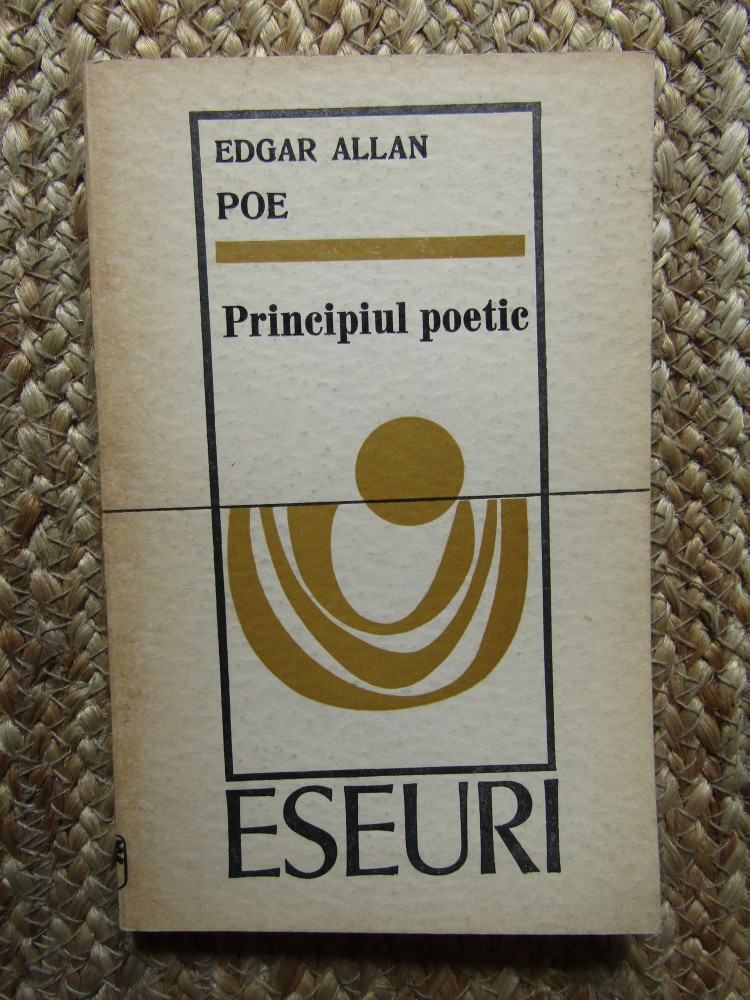 EDGAR ALLAN
POE
Principiul poetic
ESEURI